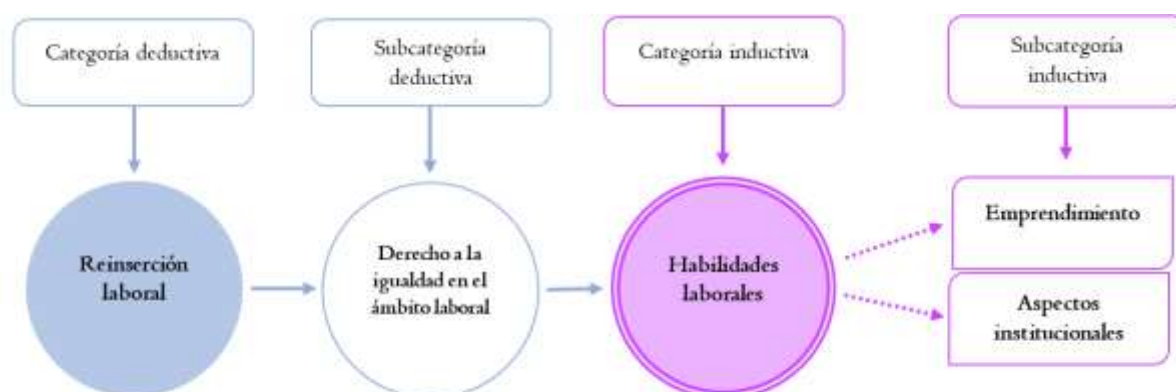 Categoría deductiva
Subcategoría
deductiva
Categoría inductiva
Subcategoría
inductiva
Reinserción
laboral
Derecho a la
igualdad en el
ámbito laboral
Habilidades
laborales
Emprendimiento
Aspectos
institucionales